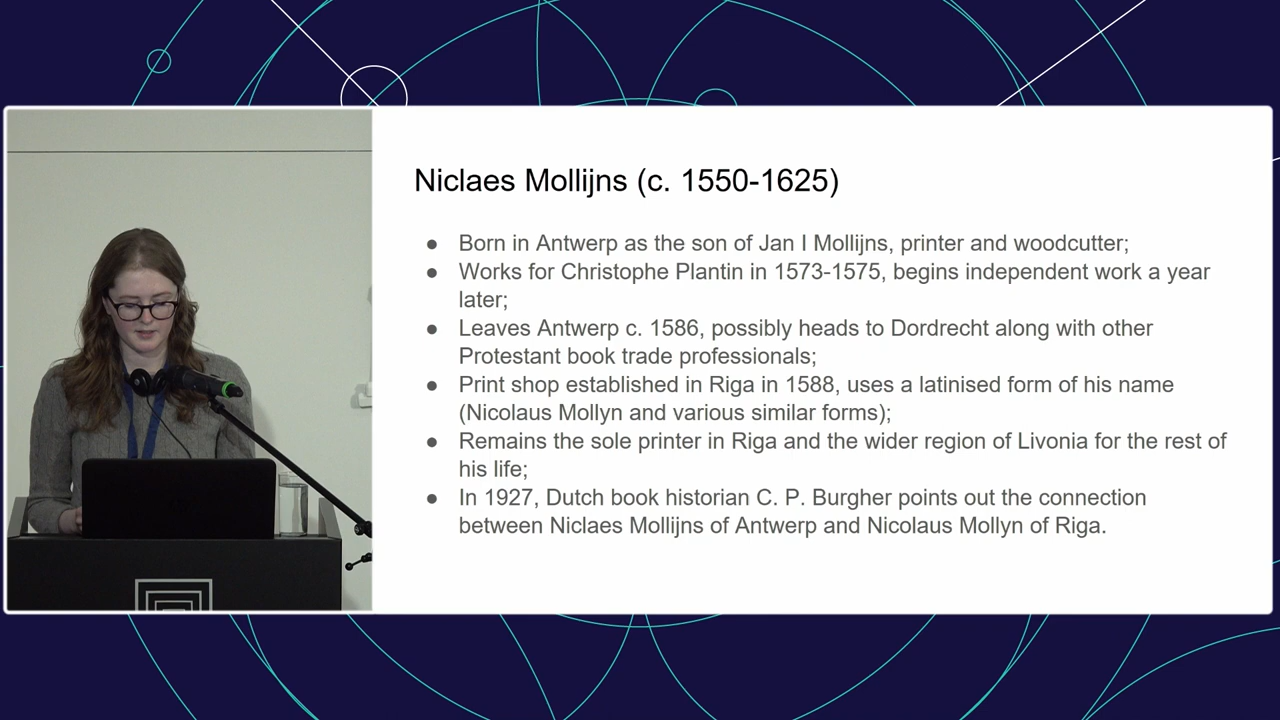 Niclaes Mollijns (c. 1550-1625)
● Born in Antwerp as the son of Jan I Mollijns, printer and woodcutter;
● Works for Christophe Plantin in 1573-1575, begins independent work a year
later;
● Leaves Antwerp c. 1586, possibly heads to Dordrecht along with other
Protestant book trade professionals;
● Print shop established in Riga in 1588, uses a latinised form of his name
(Nicolaus Mollyn and various similar forms);
● Remains the sole printer in Riga and the wider region of Livonia for the rest of
his life;
● In 1927, Dutch book historian C. P. Burgher points out the connection
between Niclaes Mollijns of Antwerp and Nicolaus Mollyn of Riga.